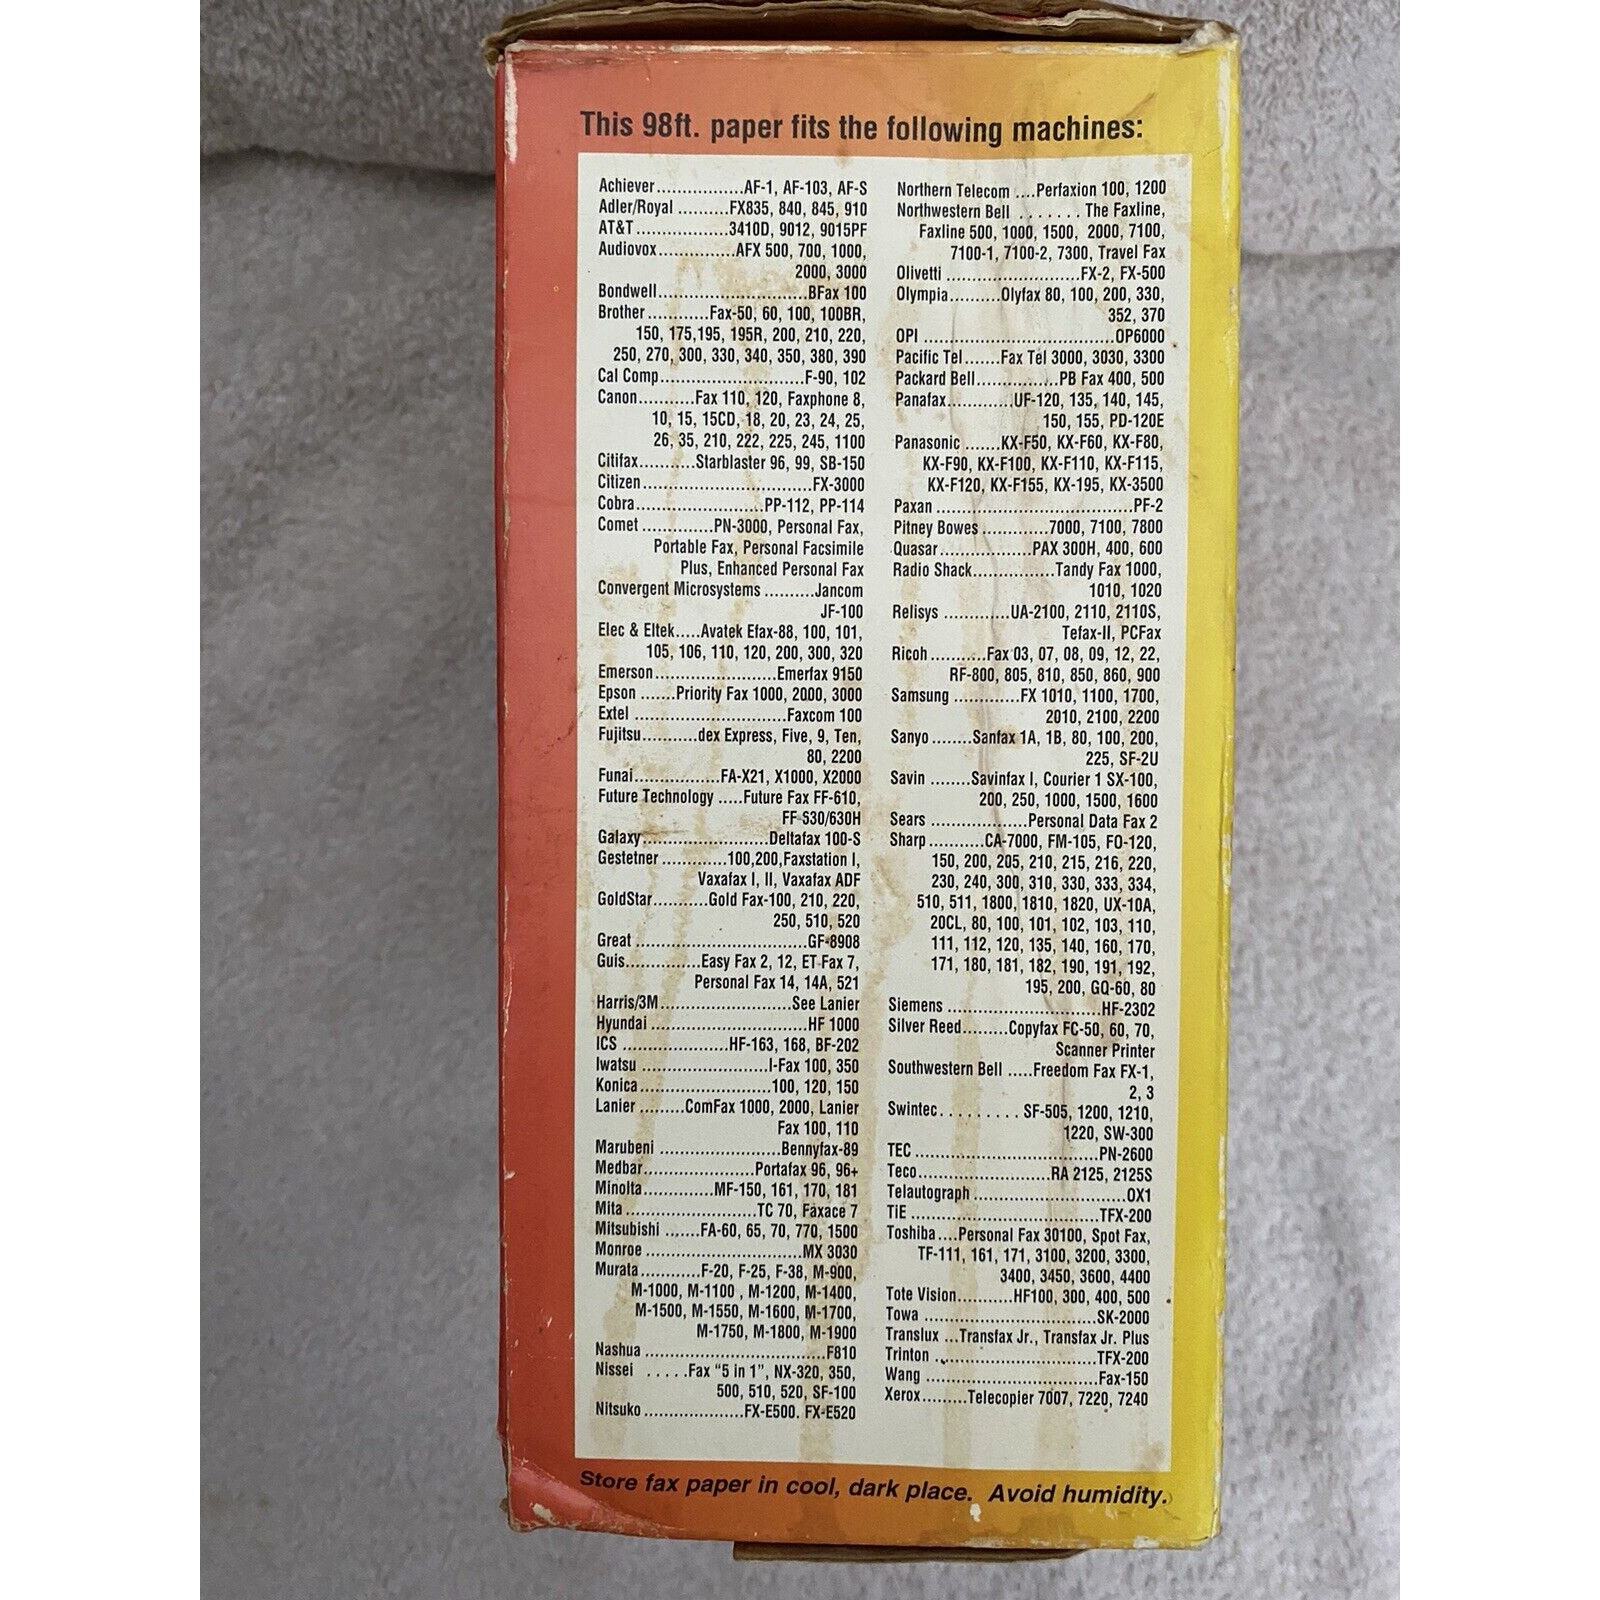 This 98ft. paper fits the following machines:
Achiever.................AF-1, AF-103, AF-S
Adler/Royal ..........FX835, 840, 845, 910
AT&T..................3410D, 9012, 9015PF
Audiovox...............AFX 500, 700, 1000,
2000, 3000
Bondwell.............................BFax 100
Brother ............Fax-50, 60, 100, 100BR,
150, 175,195, 195R, 200, 210, 220,
250, 270, 300, 330, 340, 350, 380, 390
Cal Comp............................F-90, 102
Canon...........Fax 110, 120, Faxphone 8,
10, 15, 15CD, 18, 20, 23, 24, 25,
26, 35, 210, 222, 225, 245, 1100
Citifax...........Starblaster 96, 99, SB-150
Citizen .................................FX-3000
Cobra.........................PP-112, PP-114
Comet ..............PN-3000, Personal Fax,
Portable Fax, Personal Facsimile
Plus, Enhanced Personal Fax
Convergent Microsystems ..........Jancom
JF-100
Elec & Eltek.....Avatek Efax-88, 100, 101,
105, 106, 110, 120, 200, 300, 320
Emerson........................Emerfax 9150
Epson .......Priority Fax 1000, 2000, 3000
Extel ..............................Faxcom 100
Fujitsu...........dex Express, Five, 9, Ten,
80, 2200
Funai.................FA-X21, X1000, X2000
Future Technology .....Future Fax FF-610,
FF-530/630H
Galaxy.........................Deltafax 100-S
Gestetner .............100,200,Faxstation I,
Vaxafax I, II, Vaxafax ADF
GoldStar...........Gold Fax-100, 210, 220,
250, 510, 520
Great ..................................GF-8908
Guis...............Easy Fax 2, 12, ET Fax 7,
Personal Fax 14, 14A, 521
Harris/3M..........................See Lanier
Hyundai ...............................HF 1000
ICS .....................HF-163, 168, BF-202
Iwatsu .........................I-Fax 100, 350
Konica..........................100, 120, 150
Lanier .........ComFax 1000, 2000, Lanier
Fax 100, 110
Marubeni ........................Bennyfax-89
Medbar......................Portafax 96, 96+
Minolta..............MF-150, 161, 170, 181
Mita ..........................TC 70, Faxace 7
Mitsubishi .......FA-60, 65, 70, 770, 1500
Monroe ...............................MX 3030
Murata............F-20, F-25, F-38, M-900,
M-1000, M-1100 , M-1200, M-1400,
M-1500, M-1550, M-1600, M-1700,
M-1750, M-1800, M-1900
Nashua ....................................F810
Nissei .....Fax “5 in 1”, NX-320, 350,
500, 510, 520, SF-100
Nitsuko ....................FX-E500. FX-E520
Northern Telecom ....Perfaxion 100, 1200
Northwestern Bell ....... The Faxline,
Faxline 500, 1000, 1500, 2000, 7100,
7100-1, 7100-2, 7300, Travel Fax
Olivetti ..........................FX-2, FX-500
Olympia..........Olyfax 80, 100, 200, 330,
352, 370
OPI .....................................OP6000
Pacific Tel.......Fax Tel 3000, 3030, 3300
Packard Bell................PB Fax 400, 500
Panafax.............UF-120, 135, 140, 145,
150, 155, PD-120E
Panasonic .......KX-F50, KX-F60, KX-F80,
KX-F90, KX-F100, KX-F110, KX-F115,
KX-F120, KX-F155, KX-195, KX-3500
Paxan ......................................PF-2
Pitney Bowes .............7000, 7100, 7800
Quasar..................PAX 300H, 400, 600
Radio Shack................Tandy Fax 1000,
1010, 1020
Relisys .............UA-2100, 2110, 2110S,
Tefax-II, PCFax
Ricoh...........Fax 03, 07, 08, 09, 12, 22,
RF-800, 805, 810, 850, 860, 900
Samsung .............FX 1010, 1100, 1700,
2010, 2100, 2200
Sanyo ........Sanfax 1A, 1B, 80, 100, 200,
225, SF-2U
Savin ........Savinfax I, Courier 1 SX-100,
200, 250, 1000, 1500, 1600
Sears ...................Personal Data Fax 2
Sharp ...........CA-7000, FM-105, FO-120,
150, 200, 205, 210, 215, 216, 220,
230, 240, 300, 310, 330, 333, 334,
510, 511, 1800, 1810, 1820, UX-10A,
20CL, 80, 100, 101, 102, 103, 110,
111, 112, 120, 135, 140, 160, 170,
171, 180, 181, 182, 190, 191, 192,
195, 200, GQ-60, 80
Siemens ..............................HF-2302
Silver Reed.........Copyfax FC-50, 60, 70,
Scanner Printer
Southwestern Bell .....Freedom Fax FX-1,
2, 3
Swintec......... SF-505, 1200, 1210,
1220, SW-300
TEC ....................................PN-2600
Teco..........................RA 2125, 2125S
Telautograph ..............................OX1
TiE .....................................TFX-200
Toshiba....Personal Fax 30100, Spot Fax,
TF-111, 161, 171, 3100, 3200, 3300,
3400, 3450, 3600, 4400
Tote Vision...........HF100, 300, 400, 500
Towa ..................................SK-2000
Translux ...Transfax Jr., Transfax Jr. Plus
Trinton ................................TFX-200
Wang ..................................Fax-150
Xerox.........Telecopier 7007, 7220, 7240
Store fax paper in cool, dark place. Avoid humidity.